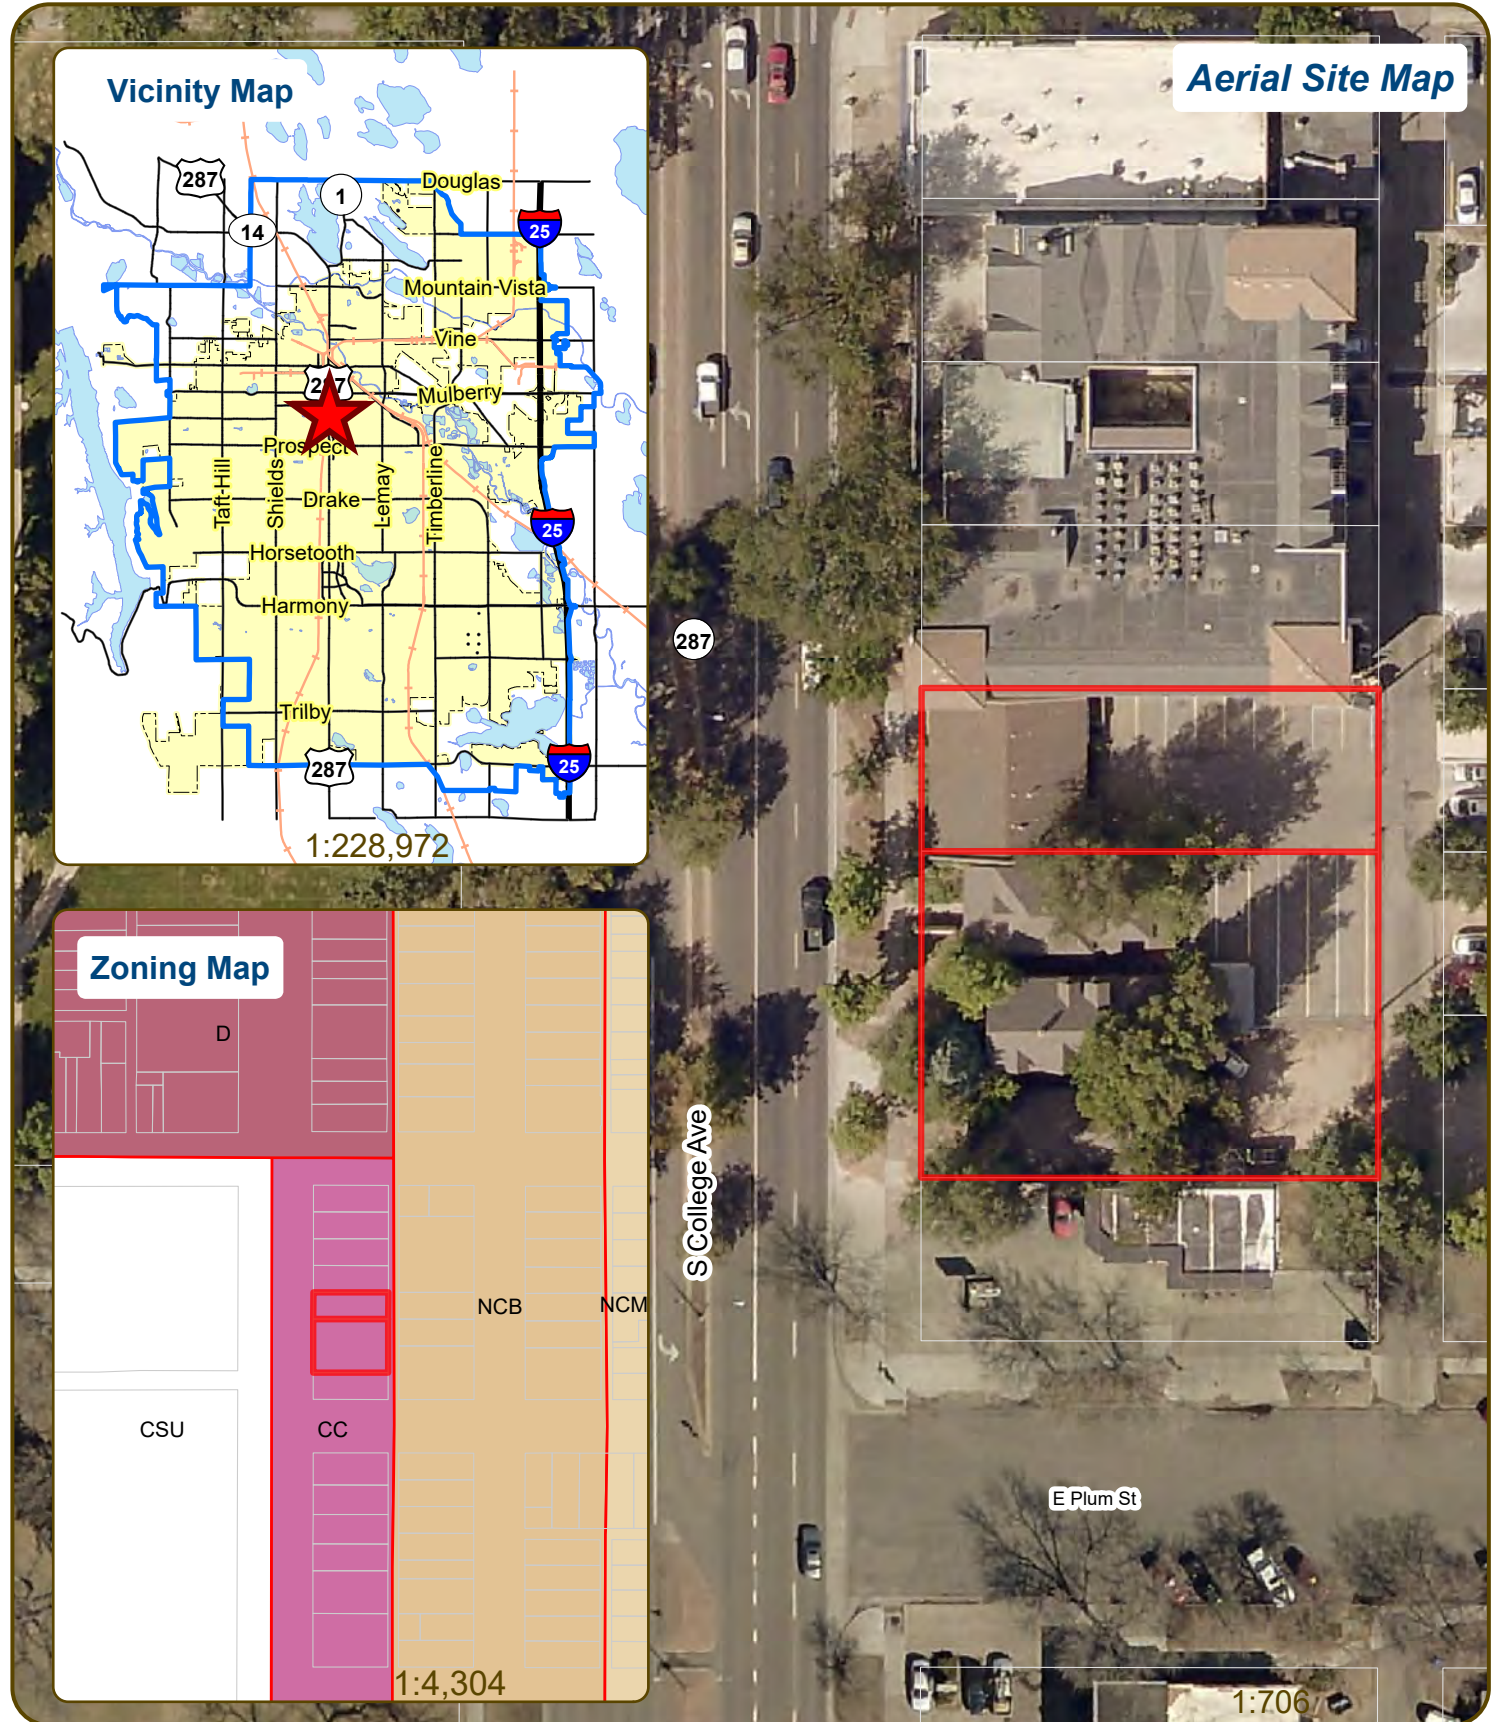 Vicinity Map
287
1
Douglas
14
25
Mountain-Vista
Vine
287
Mulberry
Prospect
Taft-Hill
Shields
Drake
Lemay
Timberline
25
Horsetooth
Harmony
Trilby
287
25
1:228,972
Zoning Map
D
NCB
NCM
CSU
CC
1:4,304
Aerial Site Map
287
S College Ave
E Plum St
1:706